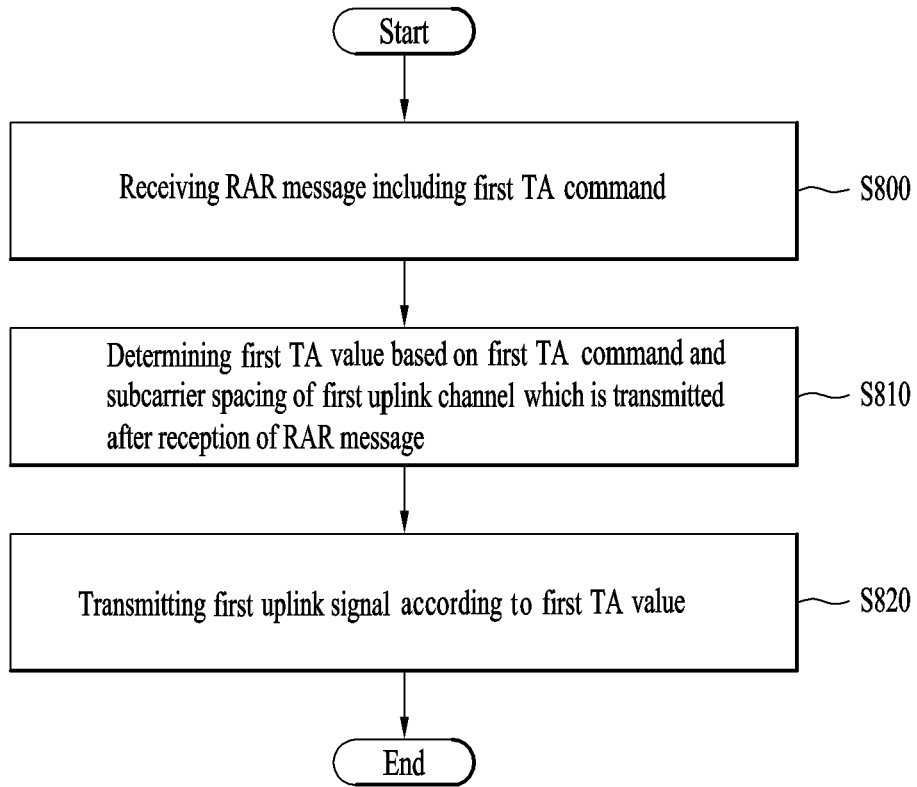 Start
Receiving RAR message including first TA command
S800
Determining first TA value based on first TA command and
subcarrier spacing of first uplink channel which is transmitted
after reception of RAR message
S810
Transmitting first uplink signal according to first TA value
S820
End